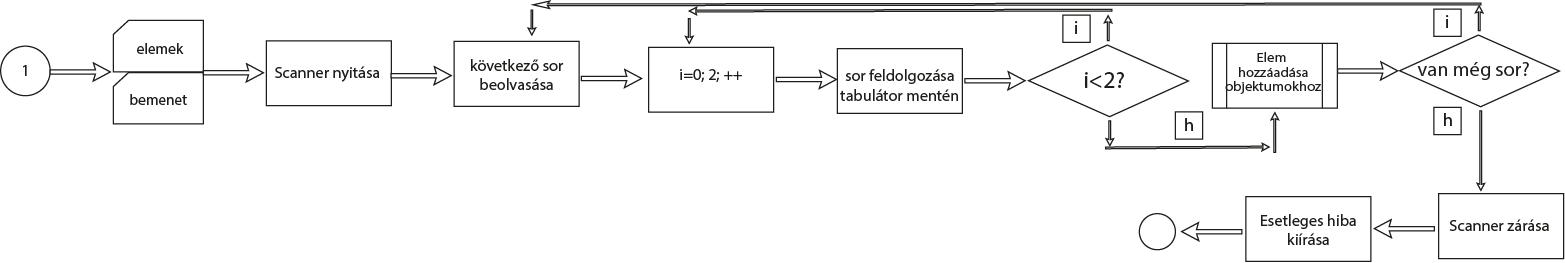 1
elemek
bemenet
Scanner nyitása
következő sor
beolvasása
i=0; 2; ++
sor feldolgozása
tabulátor mentén
i<2?
i
h
Elem
hozzáadása
objektumokhoz
van még sor?
i
h
Scanner zárása
Esetleges hiba
kiírása